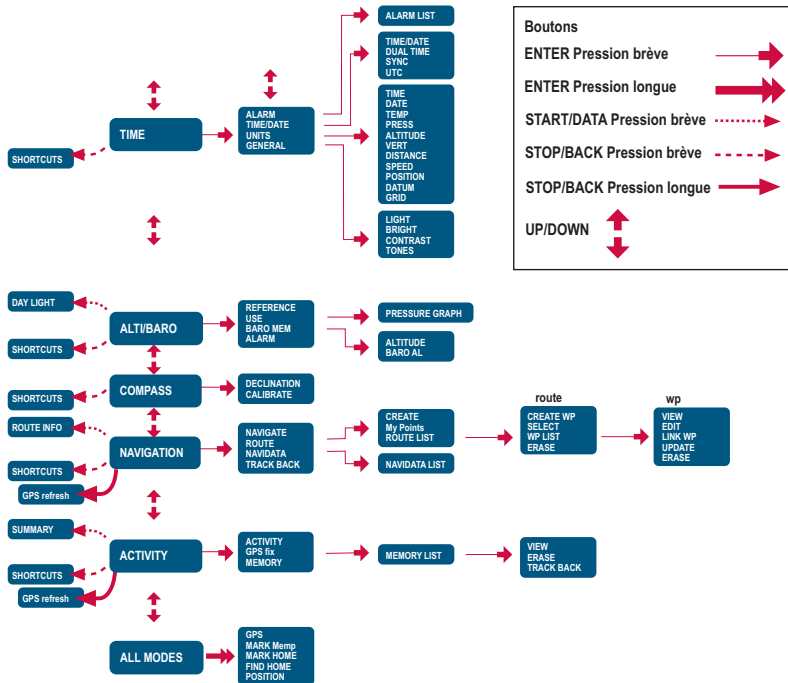 ALARM LIST
TIME/DATE
DUAL TIME
SYNC
UTC
TIME
SHORTCUTS
ALARM
TIME/DATE
UNITS
GENERAL
TIME
DATE
TEMP
PRESS
ALTITUDE
VERT
DISTANCE
SPEED
POSITION
DATUM
GRID
LIGHT
BRIGHT
CONTRAST
TONES
Boutons
ENTER Pression brève
ENTER Pression longue
START/DATA Pression brève
STOP/BACK Pression brève
STOP/BACK Pression longue
UP/DOWN
DAY LIGHT
ALTI/BARO
SHORTCUTS
REFERENCE
USE
BARO MEM
ALARM
PRESSURE GRAPH
ALTITUDE
BARO AL
COMPASS
SHORTCUTS
DECLINATION
CALIBRATE
ROUTE INFO
NAVIGATION
SHORTCUTS
GPS refresh
NAVIGATE
ROUTE
NAVIDATA
TRACK BACK
CREATE
My Points
ROUTE LIST
NAVIDATA LIST
route
CREATE WP
SELECT
WP LIST
ERASE
wp
VIEW
EDIT
LINK WP
UPDATE
ERASE
SUMMARY
ACTIVITY
SHORTCUTS
GPS refresh
ACTIVITY
GPS fix
MEMORY
MEMORY LIST
VIEW
ERASE
TRACK BACK
ALL MODES
GPS
MARK Memp
MARK HOME
FIND HOME
POSITION